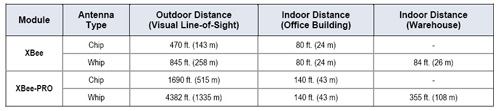 Module Antenna Type Outdoor Distance (Visual Line-of-Sight) Indoor Distance (Office Building) Indoor Distance (Warehouse)
XBee Chip 470 ft. (143 m) 80 ft. (24 m) -
Whip 845 ft. (258 m) 80 ft. (24 m) 84 ft. (26 m)
XBee-PRO Chip 1690 ft. (515 m) 140 ft. (43 m) -
Whip 4382 ft. (1335 m) 140 ft. (43 m) 355 ft. (108 m)